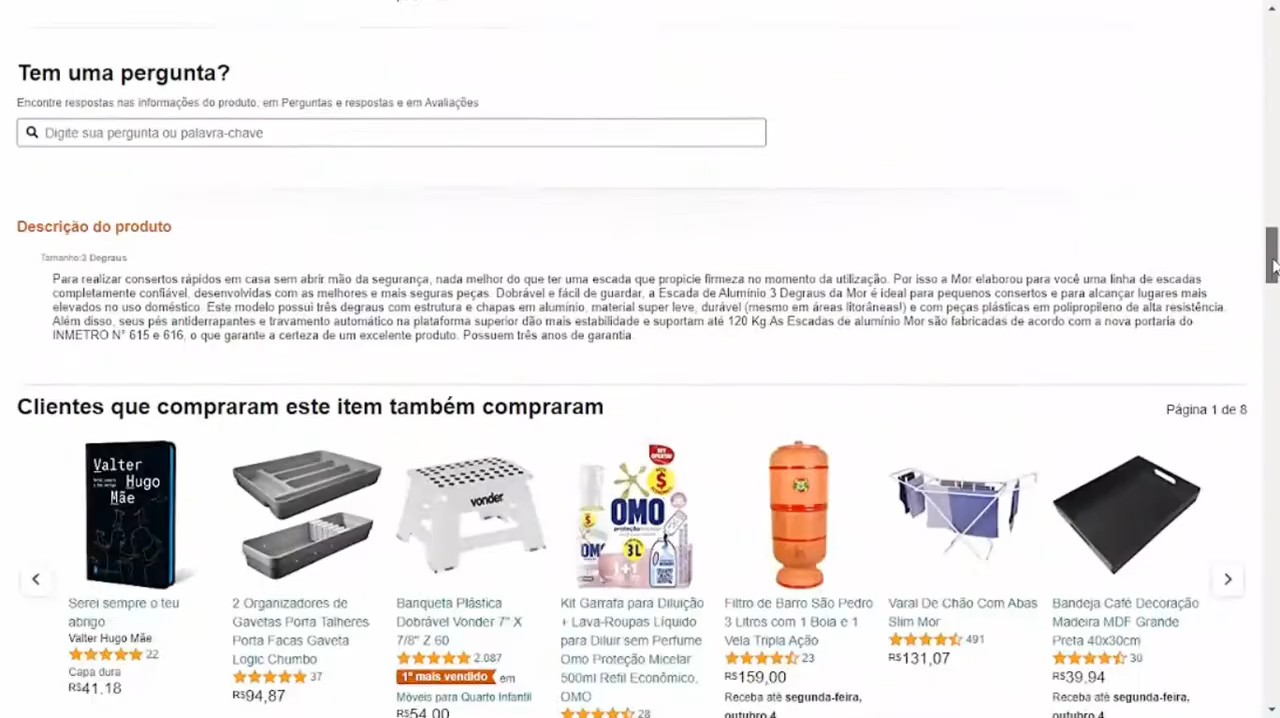 Tem uma pergunta?
Encontre respostas nas informações do produto, em Perguntas e respostas e em Avaliações
Digite sua pergunta ou palavra-chave
Descrição do produto
Tamanho:3 Degraus
Para realizar consertos rápidos em casa sem abrir mão da segurança, nada melhor do que ter uma escada que propicie firmeza no momento da utilização. Por isso a Mor elaborou para você uma linha de escadas
completamente confiável, desenvolvidas com as melhores e mais seguras peças. Dobrável e fácil de guardar, a Escada de Alumínio 3 Degraus da Mor é ideal para pequenos consertos e para alcançar lugares mais
elevados no uso doméstico. Este modelo possui três degraus com estrutura e chapas em alumínio, material super leve, durável (mesmo em áreas litorâneas!) e com peças plásticas em polipropileno de alta resistência.
Além disso, seus pés antiderrapantes e travamento automático na plataforma superior dão mais estabilidade e suportam até 120 Kg.As Escadas de alumínio Mor são fabricadas de acordo com a nova portaria do
INMETRO N° 615 e 616, o que garante a certeza de um excelente produto. Possuem três anos de garantia.
Clientes que compraram este item também compraram
Página 1 de 8
Valter
Hugo
Mãe
vonder
OMO
3L
1+1
Serei sempre o teu
abrigo
Valter Hugo Mãe
22
Capa dura
R$41,18
2 Organizadores de
Gavetas Porta Talheres
Porta Facas Gaveta
Logic Chumbo
37
R$94,87
Banqueta Plástica
Dobrável Vonder 7" X
7/8" Z 60
2.087
1º mais vendido em
Móveis para Quarto Infantil
R$54,00
Kit Garrafa para Diluição
+ Lava-Roupas Líquido
para Diluir sem Perfume
Omo Proteção Micelar
500ml Refil Econômico,
OMO
28
Filtro de Barro São Pedro
3 Litros com 1 Boia e 1
Vela Tripla Ação
23
R$159,00
Receba até segunda-feira,
outubro 4
Varal De Chão Com Abas
Slim Mor
491
R$131,07
Bandeja Café Decoração
Madeira MDF Grande
Preta 40x30cm
30
R$39,94
Receba até segunda-feira,
outubro 4